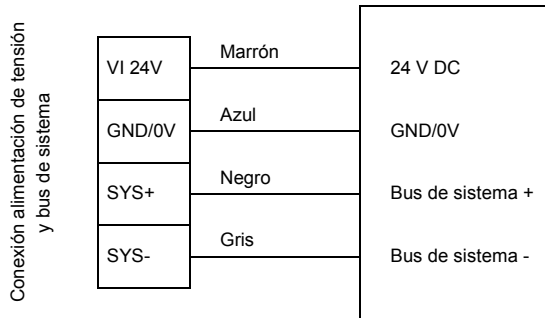 Conexión alimentación de tensión
y bus de sistema
VI 24V
Marrón
24 V DC
GND/0V
Azul
GND/0V
SYS+
Negro
Bus de sistema +
SYS-
Gris
Bus de sistema -